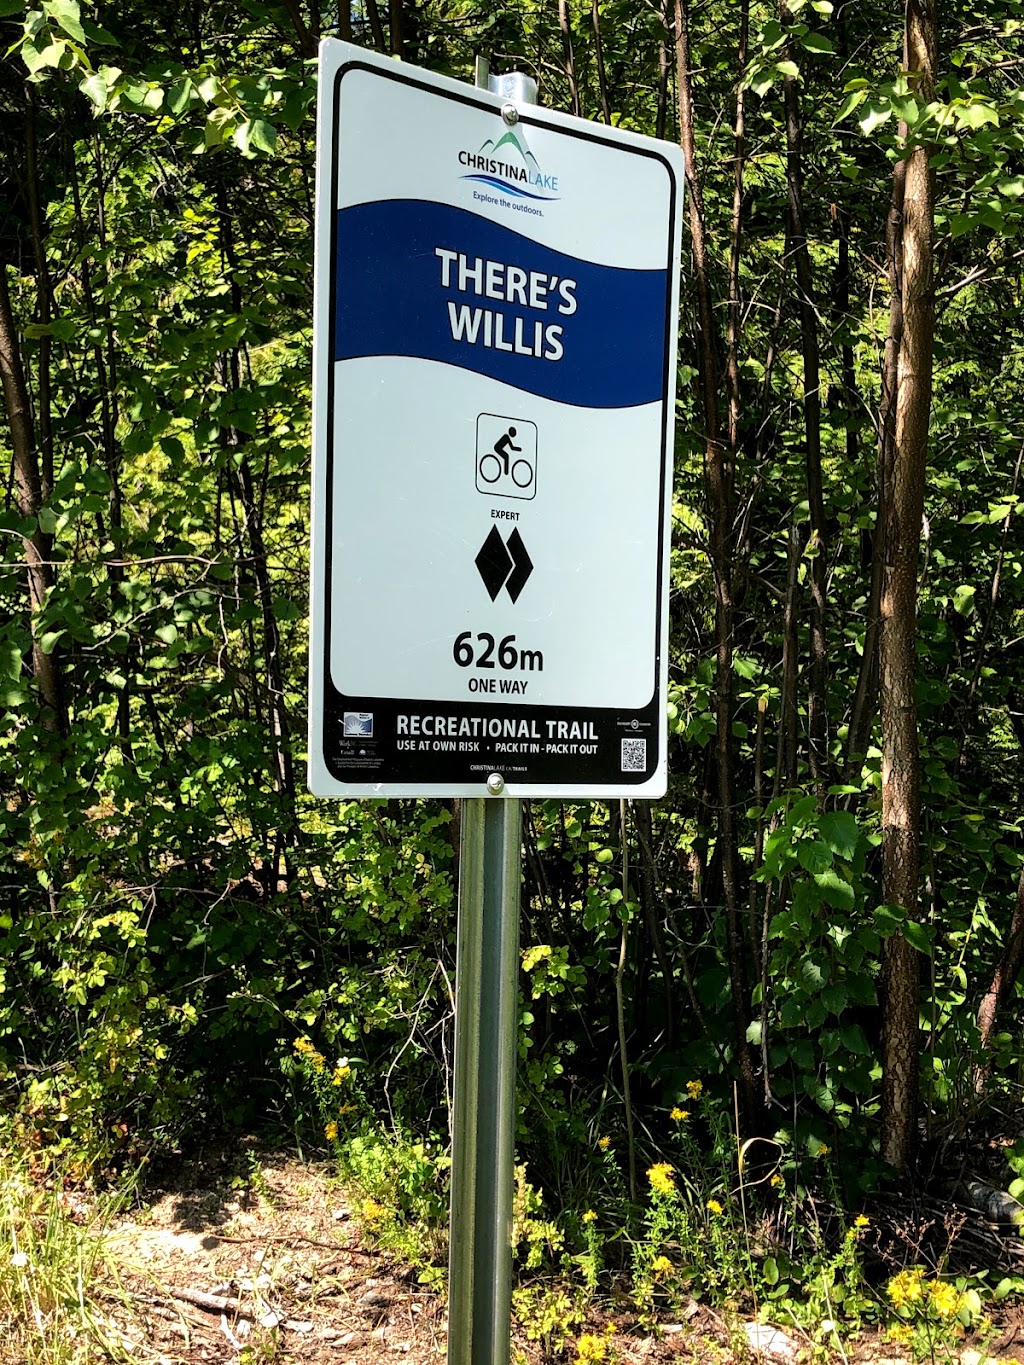 CHRISTINALAKE
Explore the outdoors.
THERE'S
WILLIS
EXPERT
626m
ONE WAY
RECREATIONAL TRAIL
USE AT OWN RISK • PACK IT IN - PACK IT OUT